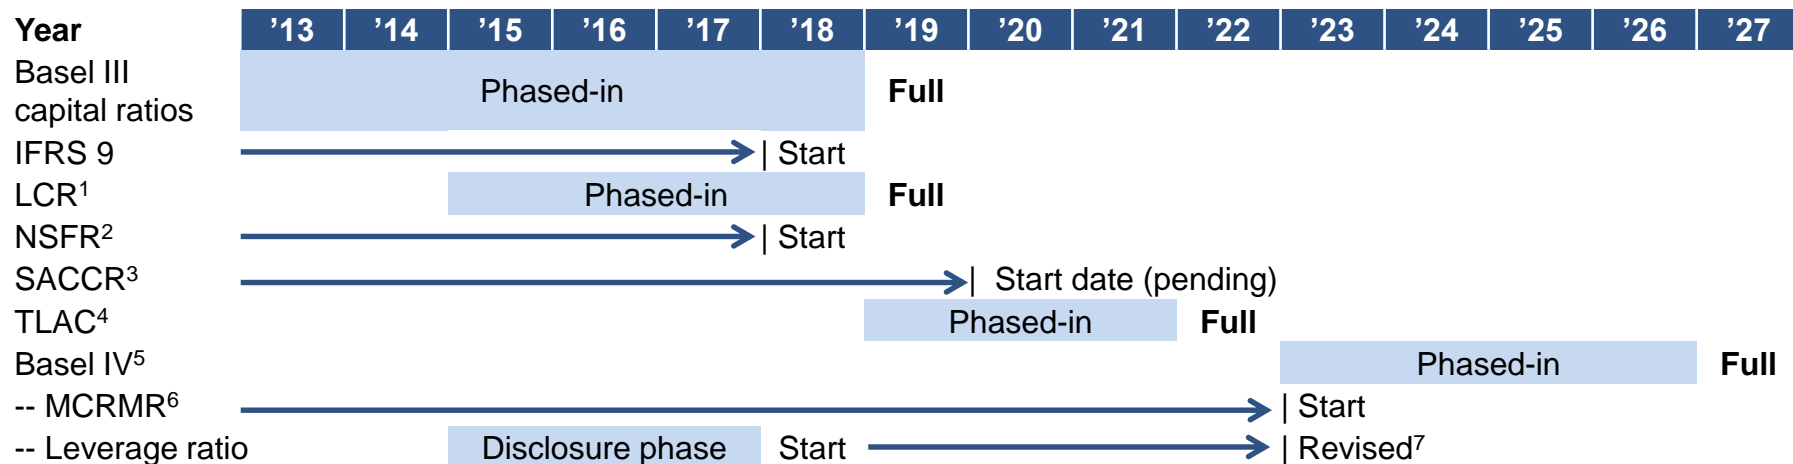 Year ’13 ’14 ’15 ’16 ’17 ’18 ’19 ’20 ’21 ’22 ’23 ’24 ’25 ’26 ’27
Basel III
capital ratios
Phased-in Full
IFRS 9 | Start
LCR¹ Phased-in Full
NSFR² | Start
SACCR³ | Start date (pending)
TLAC⁴ Phased-in Full
Basel IV⁵ Phased-in Full
-- MCRMR⁶ | Start
-- Leverage ratio Disclosure phase Start | Revised⁷